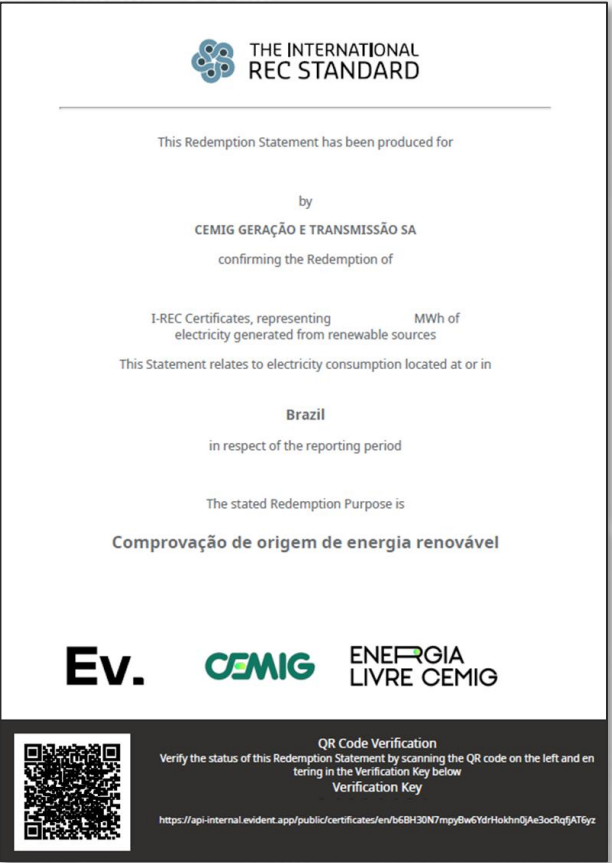 THE INTERNATIONAL
REC STANDARD
This Redemption Statement has been produced for
by
CEMIG GERAÇÃO E TRANSMISSÃO SA
confirming the Redemption of
I-REC Certificates, representing MWh of
electricity generated from renewable sources
This Statement relates to electricity consumption located at or in
Brazil
in respect of the reporting period
The stated Redemption Purpose is
Comprovação de origem de energia renovável
Ev.
CEMIG
ENERGIA
LIVRE CEMIG
QR Code Verification
Verify the status of this Redemption Statement by scanning the QR code on the left and en
tering in the Verification Key below
Verification Key
https://api-internal.evident.app/public/certificates/en/b6BH30N7mpyBw6YdrHokhn0jAe3ocRqfjAT6yz